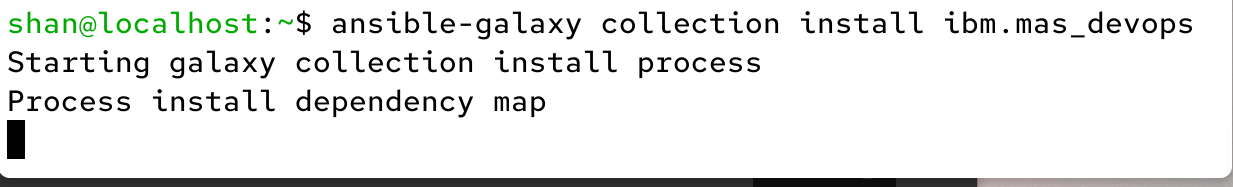 shan@localhost:~$ ansible-galaxy collection install ibm.mas_devops
Starting galaxy collection install process
Process install dependency map